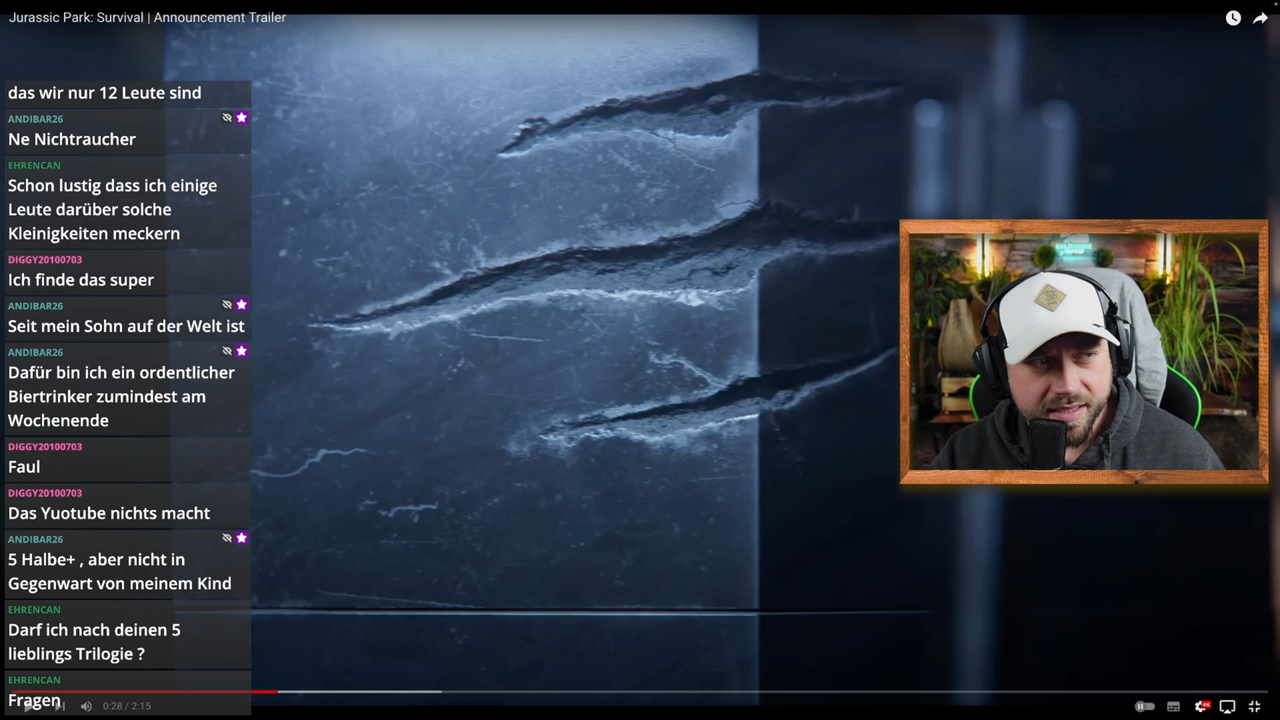 Jurassic Park: Survival | Announcement Trailer
das wir nur 12 Leute sind
ANDIBAR26
Ne Nichtraucher
EHRENCAN
Schon lustig dass ich einige
Leute darüber solche
Kleinigkeiten meckern
DIGGY20100703
Ich finde das super
ANDIBAR26
Seit mein Sohn auf der Welt ist
ANDIBAR26
Dafür bin ich ein ordentlicher
Biertrinker zumindest am
Wochenende
DIGGY20100703
Faul
DIGGY20100703
Das Yuotube nichts macht
ANDIBAR26
5 Halbe+ , aber nicht in
Gegenwart von meinem Kind
EHRENCAN
Darf ich nach deinen 5
lieblings Trilogie ?
EHRENCAN
Fragen
0:28 / 2:15